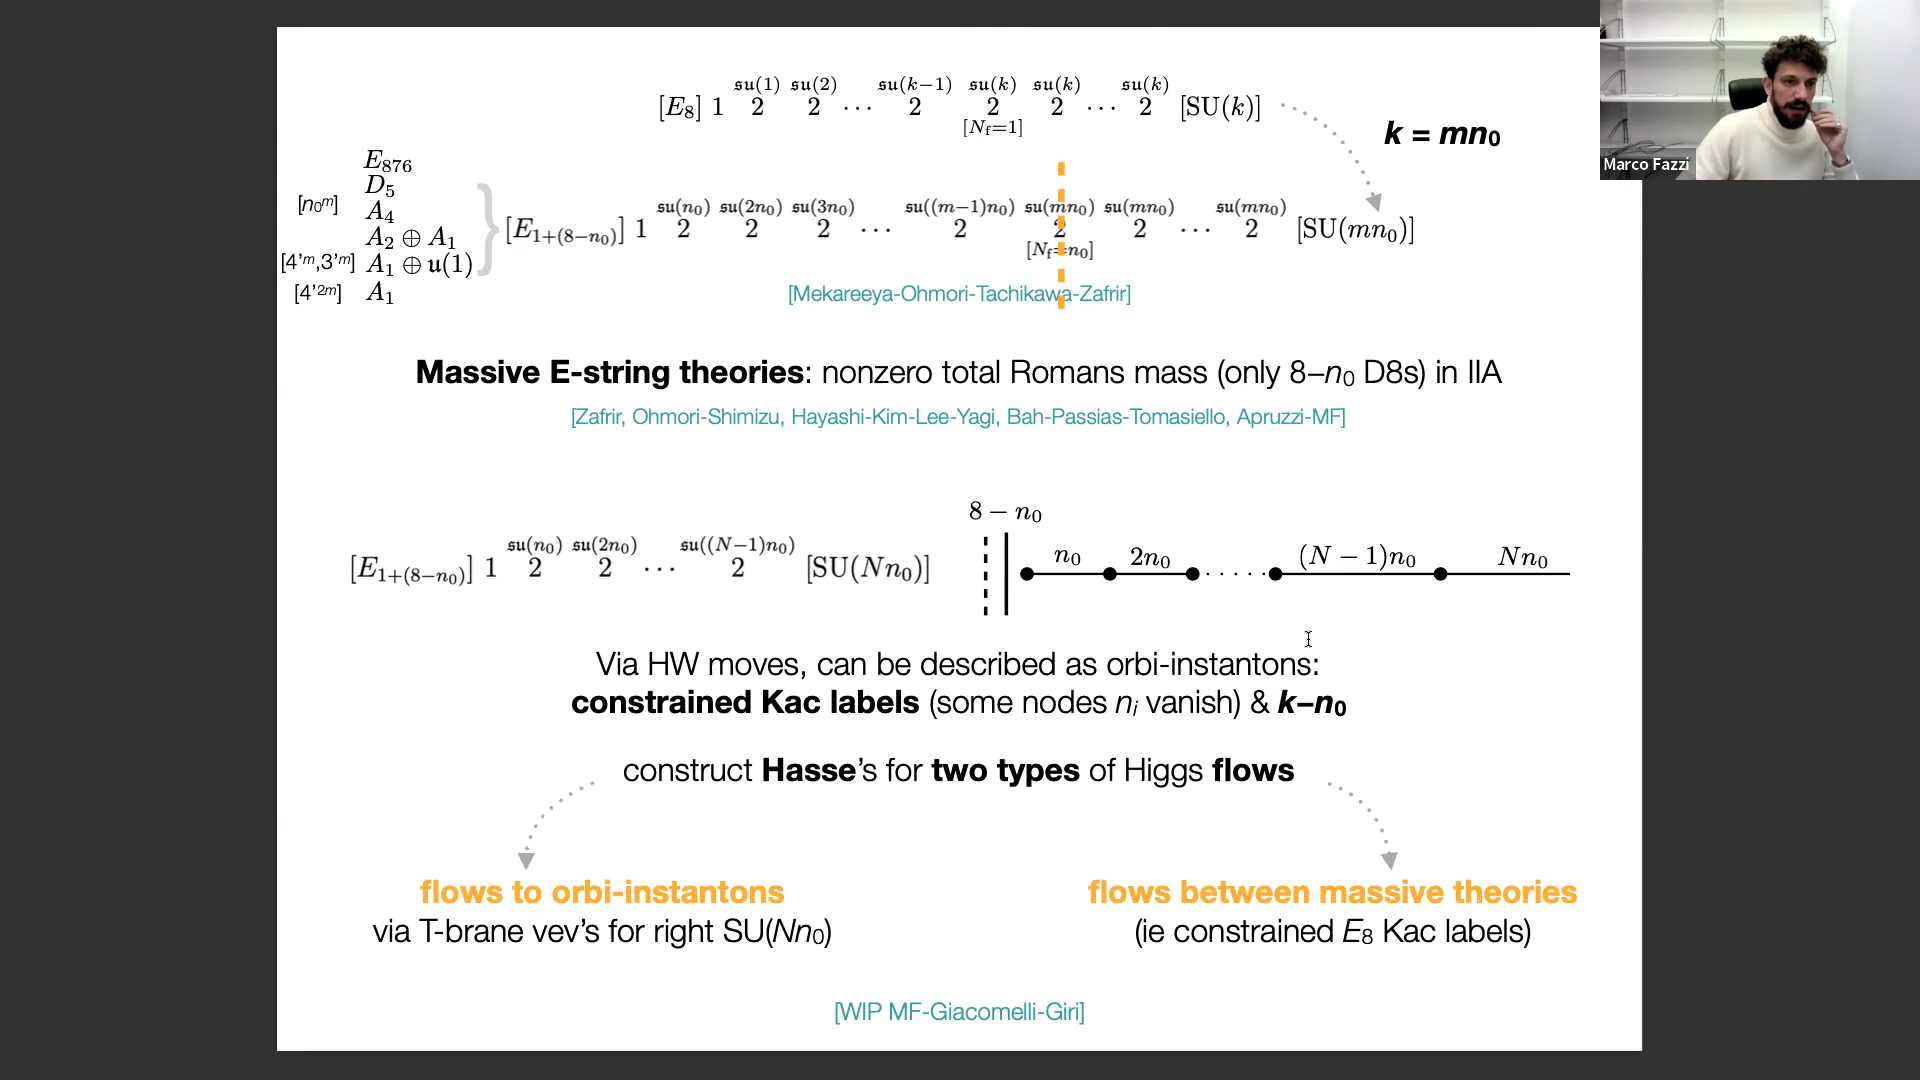 su(1) su(2) su(k−1) su(k) su(k) su(k)
[E₈] 1 2 2 ⋯ 2 2 2 ⋯ 2 [SU(k)]
[N_f=1]
k = mn₀
Marco Fazzi
E₈₇₆
D₅
[n₀ᵐ] A₄
A₂ ⊕ A₁
[4'ᵐ,3'ᵐ] A₁ ⊕ u(1)
[4'²ᵐ] A₁
su(n₀) su(2n₀) su(3n₀) su((m−1)n₀) su(mn₀) su(mn₀) su(mn₀)
[E₁₊₍₈₋ₙ₀₎] 1 2 2 2 ⋯ 2 2 2 ⋯ 2 [SU(mn₀)]
[N_f=n₀]
[Mekareeya-Ohmori-Tachikawa-Zafrir]
Massive E-string theories: nonzero total Romans mass (only 8–n₀ D8s) in IIA
[Zafrir, Ohmori-Shimizu, Hayashi-Kim-Lee-Yagi, Bah-Passias-Tomasiello, Apruzzi-MF]
su(n₀) su(2n₀) su((N−1)n₀)
[E₁₊₍₈₋ₙ₀₎] 1 2 2 ⋯ 2 [SU(Nn₀)]
8 − n₀
n₀ 2n₀ (N − 1)n₀ Nn₀
Via HW moves, can be described as orbi-instantons:
constrained Kac labels (some nodes nᵢ vanish) & k–n₀
construct Hasse’s for two types of Higgs flows
flows to orbi-instantons
via T-brane vev’s for right SU(Nn₀)
flows between massive theories
(ie constrained E₈ Kac labels)
[WIP MF-Giacomelli-Giri]